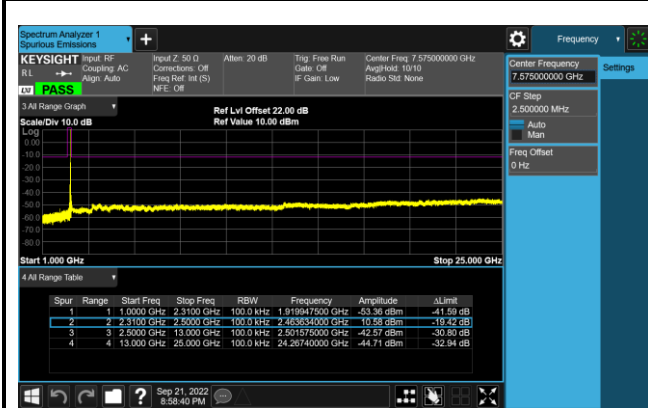 Spectrum Analyzer 1
Spurious Emissions
Frequency
KEYSIGHT
R L
LXI
PASS
Input: RF
Coupling: AC
Align: Auto
Input Z: 50 Ω
Corrections: Off
Freq Ref: Int (S)
NFE: Off
Atten: 20 dB
Trig: Free Run
Gate: Off
IF Gain: Low
Center Freq: 7.575000000 GHz
Avg|Hold: 10/10
Radio Std: None
Center Frequency
7.575000000 GHz
Settings
CF Step
2.500000 MHz
Auto
Man
Freq Offset
0 Hz
3 All Range Graph
Scale/Div 10.0 dB
Ref Lvl Offset 22.00 dB
Ref Value 10.00 dBm
Log
0.00
-10.0
-20.0
-30.0
-40.0
-50.0
-60.0
-70.0
-80.0
Start 1.000 GHz
Stop 25.000 GHz
4 All Range Table
Spur Range Start Freq Stop Freq RBW Frequency Amplitude ΔLimit
1 1 1.0000 GHz 2.3100 GHz 100.0 kHz 1.919947500 GHz -53.36 dBm -41.59 dB
2 2 2.3100 GHz 2.5000 GHz 100.0 kHz 2.463634000 GHz 10.58 dBm -19.42 dB
3 3 2.5000 GHz 13.000 GHz 100.0 kHz 2.501575000 GHz -42.57 dBm -30.80 dB
4 4 13.000 GHz 25.000 GHz 100.0 kHz 24.26740000 GHz -44.71 dBm -32.94 dB
Sep 21, 2022
8:58:40 PM